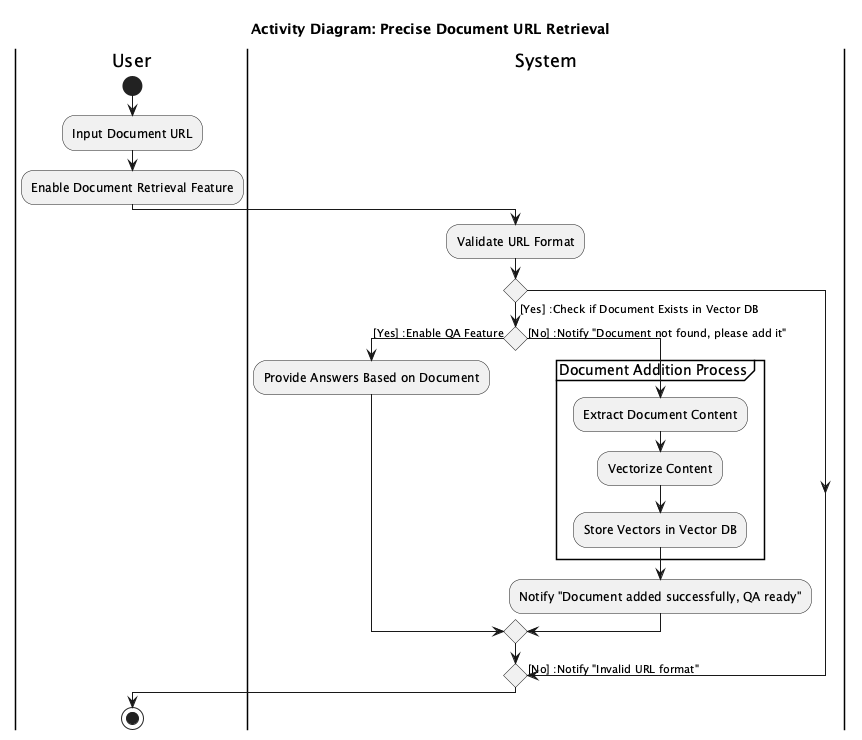 Activity Diagram: Precise Document URL Retrieval
User
System
Input Document URL
Enable Document Retrieval Feature
Validate URL Format
[Yes] :Check if Document Exists in Vector DB
[Yes] :Enable QA Feature
[No] :Notify "Document not found, please add it"
Provide Answers Based on Document
Document Addition Process
Extract Document Content
Vectorize Content
Store Vectors in Vector DB
Notify "Document added successfully, QA ready"
[No] :Notify "Invalid URL format"